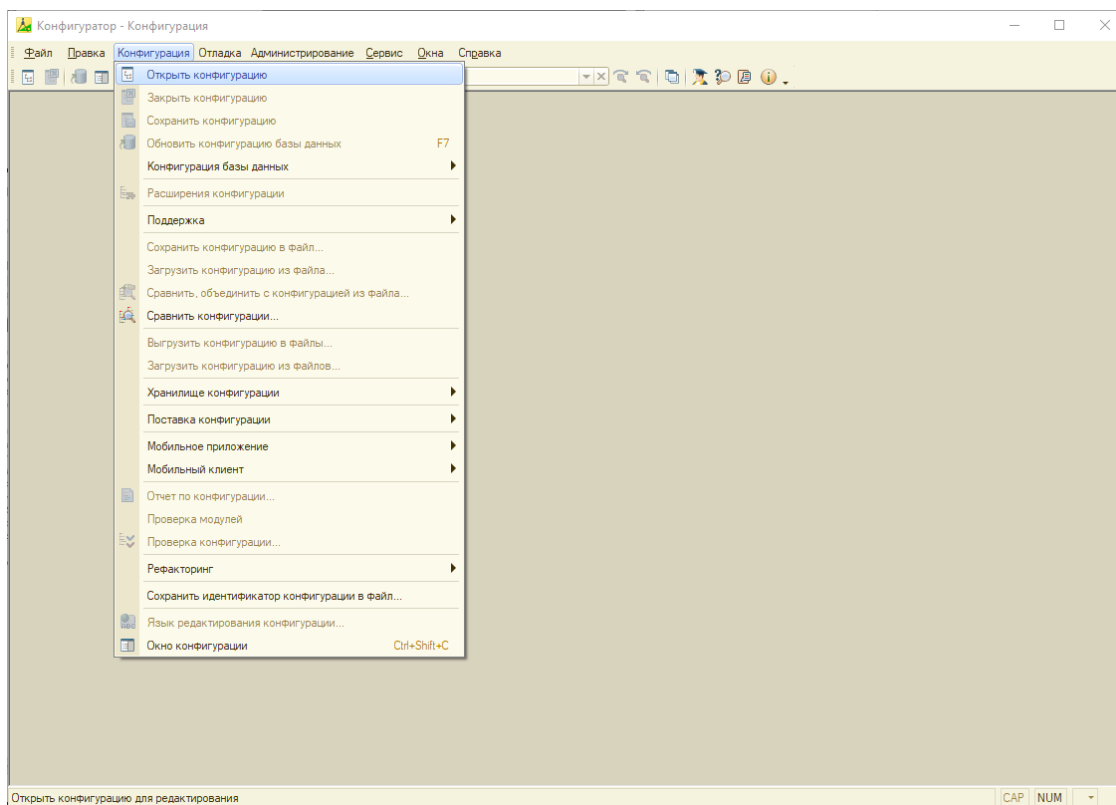 Конфигуратор - Конфигурация
Файл Правка Конфигурация Отладка Администрирование Сервис Окна Справка
Открыть конфигурацию
Закрыть конфигурацию
Сохранить конфигурацию
Обновить конфигурацию базы данных F7
Конфигурация базы данных
Расширения конфигурации
Поддержка
Сохранить конфигурацию в файл...
Загрузить конфигурацию из файла...
Сравнить, объединить с конфигурацией из файла...
Сравнить конфигурации...
Выгрузить конфигурацию в файлы...
Загрузить конфигурацию из файлов...
Хранилище конфигурации
Поставка конфигурации
Мобильное приложение
Мобильный клиент
Отчет по конфигурации...
Проверка модулей
Проверка конфигурации...
Рефакторинг
Сохранить идентификатор конфигурации в файл...
Язык редактирования конфигурации...
Окно конфигурации Ctrl+Shift+C
Открыть конфигурацию для редактирования CAP NUM